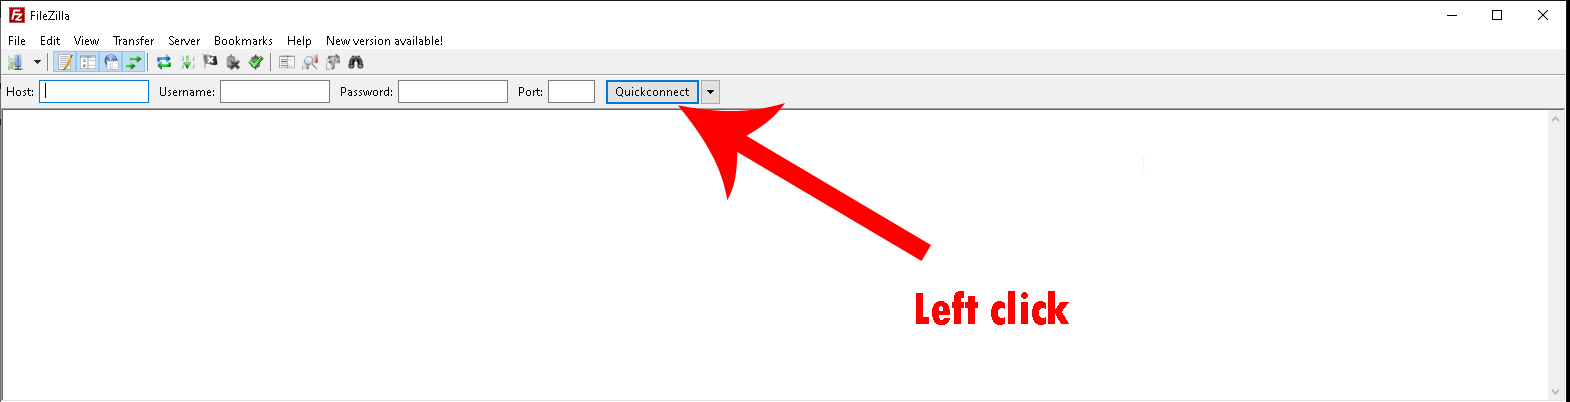 FileZilla
File Edit View Transfer Server Bookmarks Help New version available!
Host: Username: Password: Port: Quickconnect
Left click